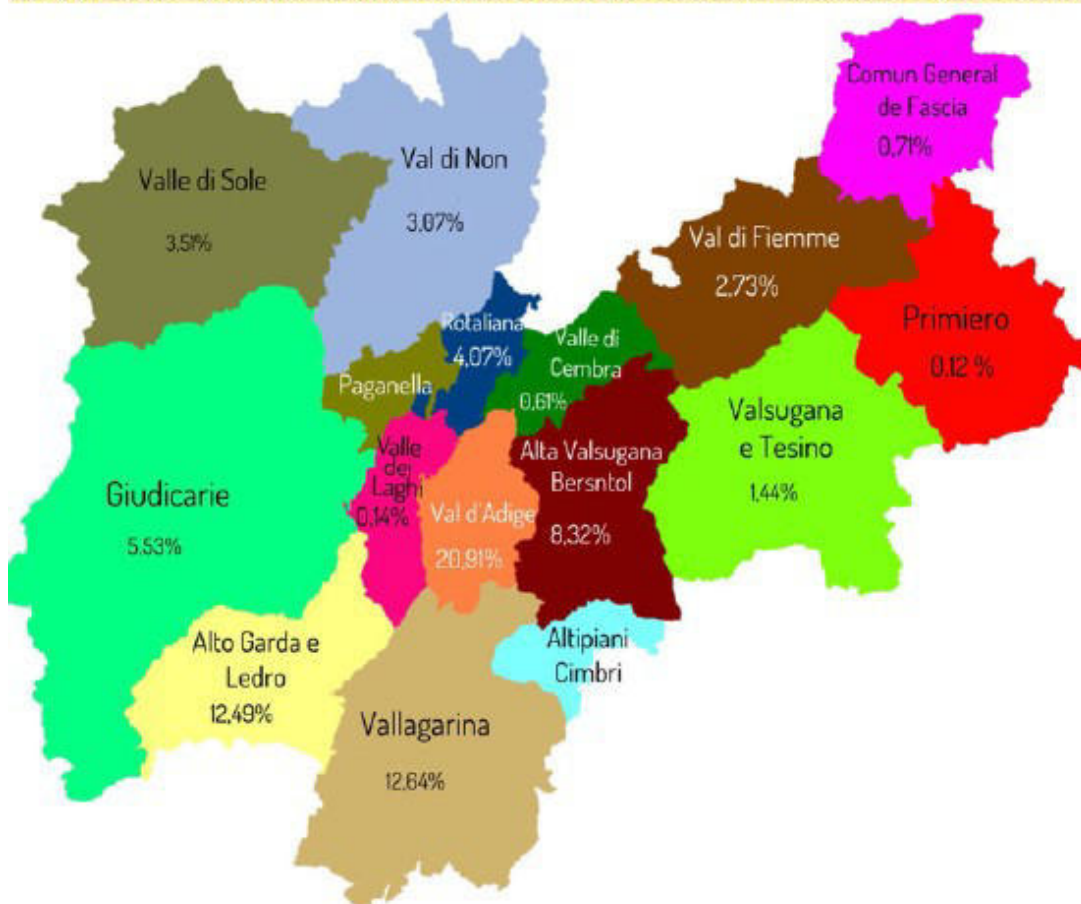 Comun General
de Fascia
0,71%
Val di Non
3,07%
Valle di Sole
3,51%
Val di Fiemme
2,73%
Primiero
0,12 %
Rotaliana
4,07%
Valle di
Cembra
0,61%
Paganella
Valsugana
e Tesino
1,44%
Valle
dei
Laghi
0,14%
Alta Valsugana
Bersntol
8,32%
Giudicarie
5,53%
Val d'Adige
20,91%
Alto Garda e
Ledro
12,49%
Altipiani
Cimbri
Vallagarina
12,64%